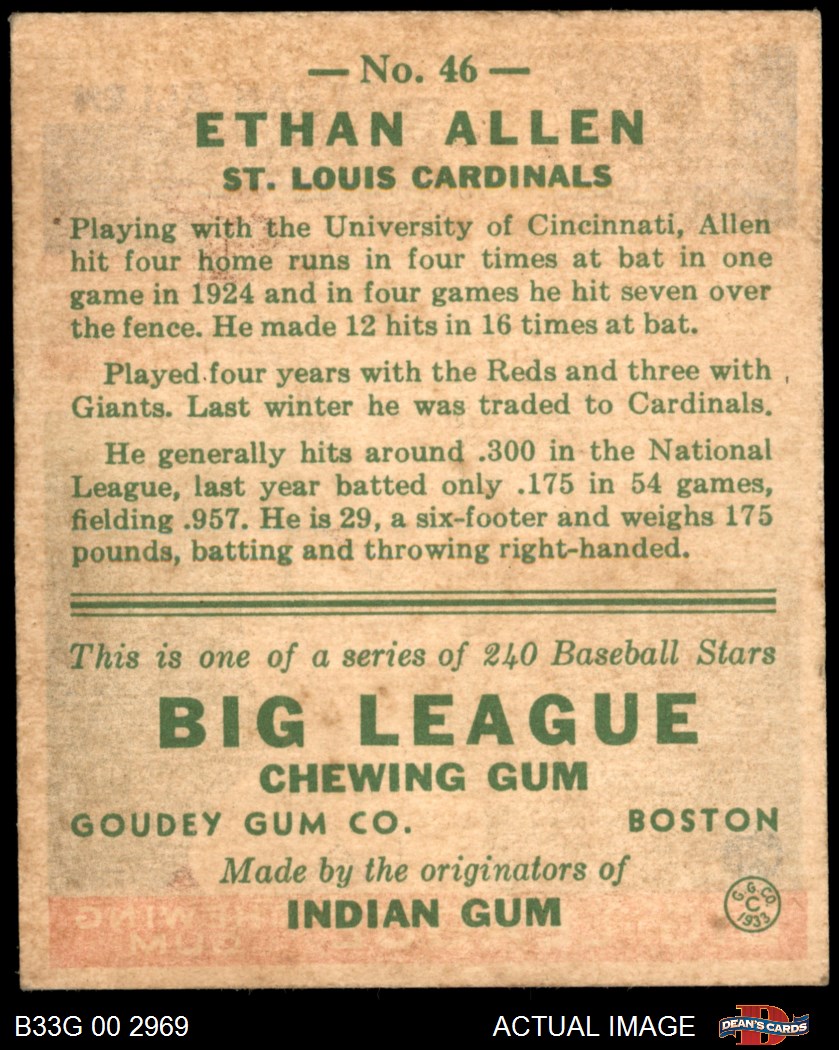 — No. 46 —
ETHAN ALLEN
ST. LOUIS CARDINALS
Playing with the University of Cincinnati, Allen
hit four home runs in four times at bat in one
game in 1924 and in four games he hit seven over
the fence. He made 12 hits in 16 times at bat.
Played four years with the Reds and three with
Giants. Last winter he was traded to Cardinals.
He generally hits around .300 in the National
League, last year batted only .175 in 54 games,
fielding .957. He is 29, a six-footer and weighs 175
pounds, batting and throwing right-handed.
This is one of a series of 240 Baseball Stars
BIG LEAGUE
CHEWING GUM
GOUDEY GUM CO. BOSTON
Made by the originators of
INDIAN GUM
G.G.CO.
C
1933
B33G 00 2969 ACTUAL IMAGE
D
DEAN'S CARDS